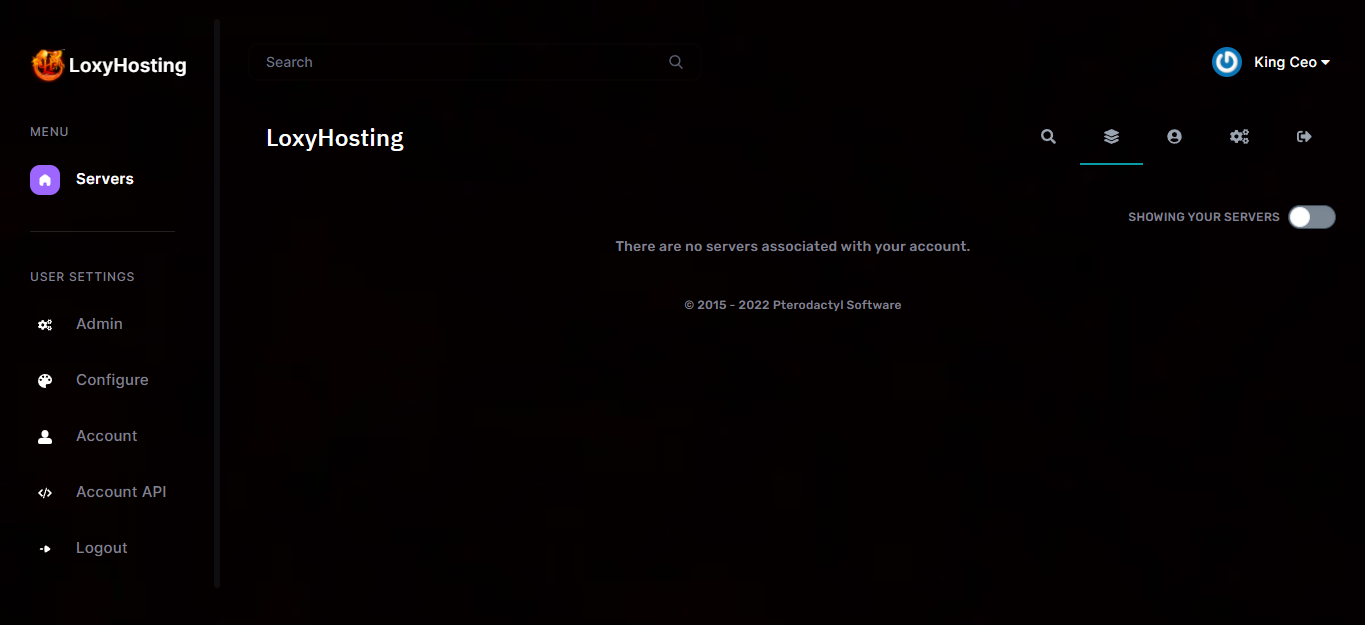 LoxyHosting
Search
King Ceo
MENU
LoxyHosting
Servers
SHOWING YOUR SERVERS
There are no servers associated with your account.
USER SETTINGS
© 2015 - 2022 Pterodactyl Software
Admin
Configure
Account
Account API
Logout